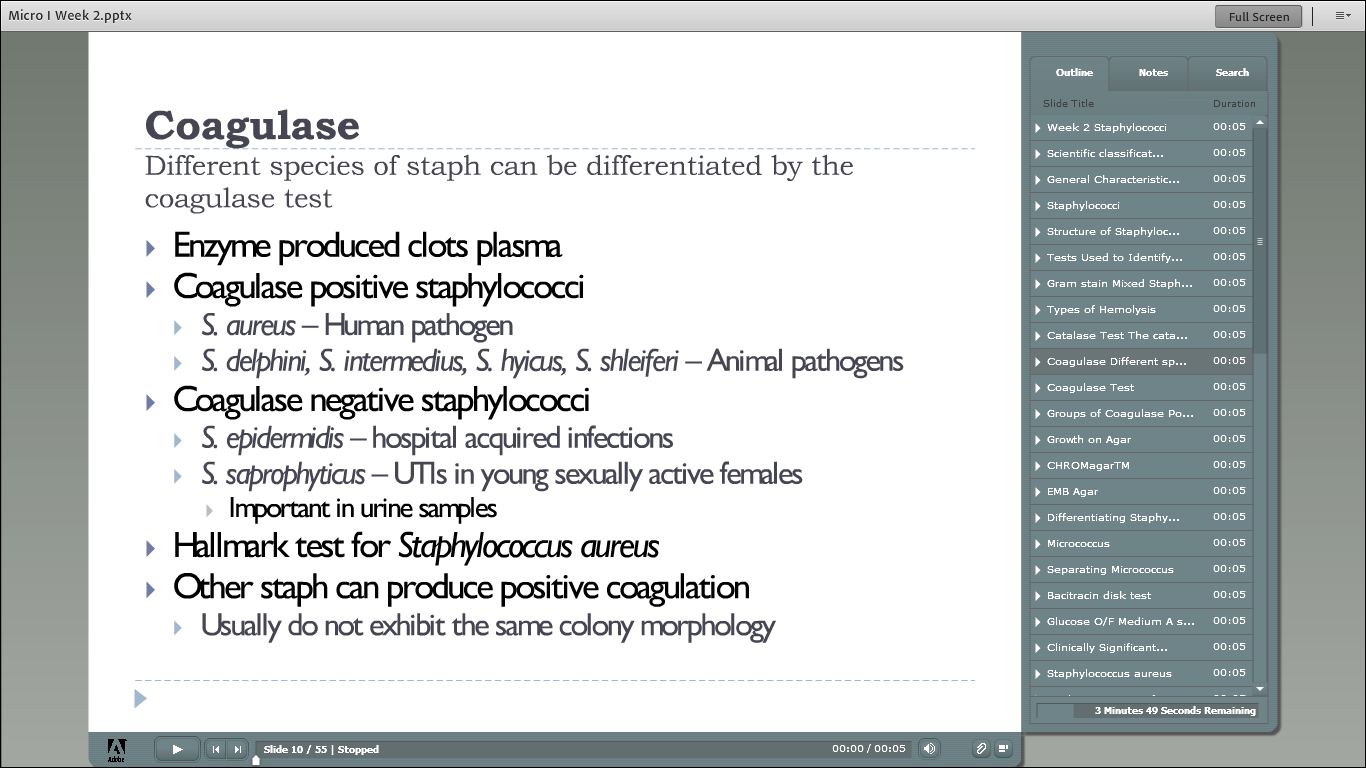 Micro I Week 2.pptx
Full Screen
Coagulase
Different species of staph can be differentiated by the
coagulase test
Enzyme produced clots plasma
Coagulase positive staphylococci
S. aureus – Human pathogen
S. delphini, S. intermedius, S. hyicus, S. shleiferi – Animal pathogens
Coagulase negative staphylococci
S. epidermidis – hospital acquired infections
S. saprophyticus – UTIs in young sexually active females
Important in urine samples
Hallmark test for Staphylococcus aureus
Other staph can produce positive coagulation
Usually do not exhibit the same colony morphology
Outline Notes Search
Slide Title Duration
Week 2 Staphylococci 00:05
Scientific classificat... 00:05
General Characteristic... 00:05
Staphylococci 00:05
Structure of Staphyloc... 00:05
Tests Used to Identify... 00:05
Gram stain Mixed Staph... 00:05
Types of Hemolysis 00:05
Catalase Test The cata... 00:05
Coagulase Different sp... 00:05
Coagulase Test 00:05
Groups of Coagulase Po... 00:05
Growth on Agar 00:05
CHROMagarTM 00:05
EMB Agar 00:05
Differentiating Staphy... 00:05
Micrococcus 00:05
Separating Micrococcus 00:05
Bacitracin disk test 00:05
Glucose O/F Medium A s... 00:05
Clinically Significant... 00:05
Staphylococcus aureus 00:05
3 Minutes 49 Seconds Remaining
Adobe
Slide 10 / 55 | Stopped 00:00 / 00:05